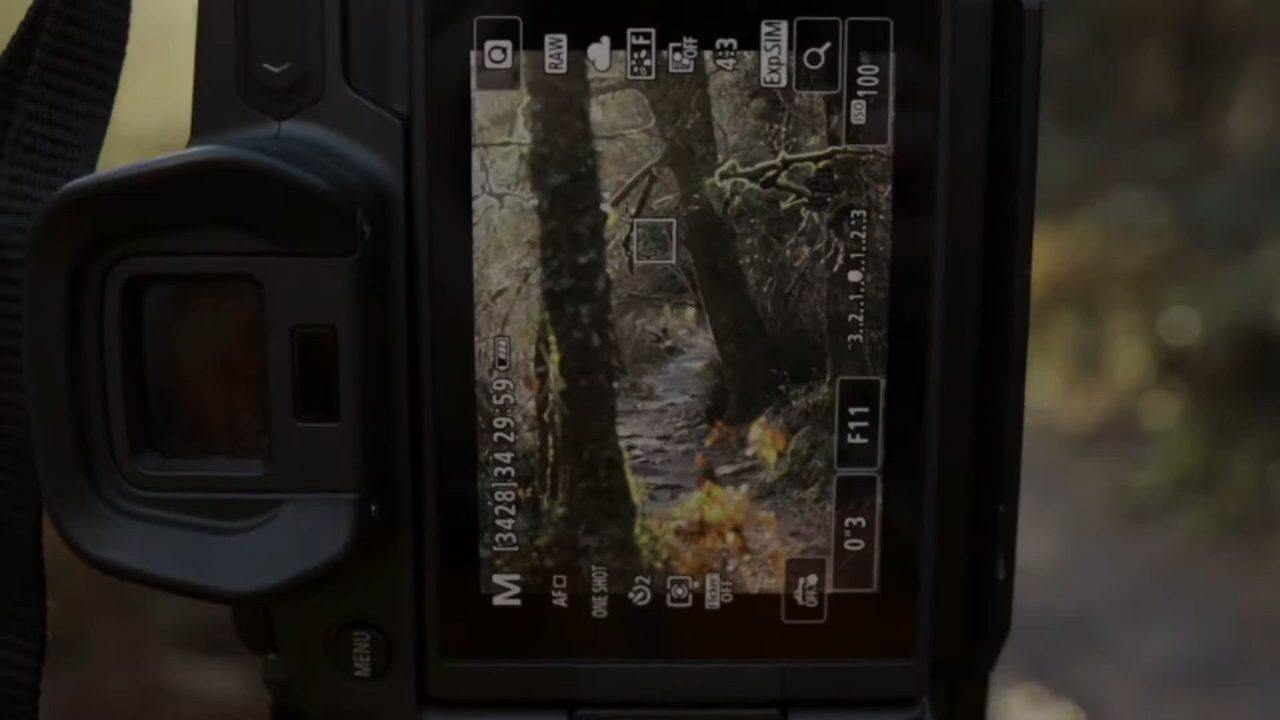 M [3428] 34 29:59
Q
AF
ONE SHOT
RAW
2
F
OFF
OFF
4:3
Exp.SIM
OFF
0"3 F11 3..2..1..0..1..2.:3 ISO 100
MENU